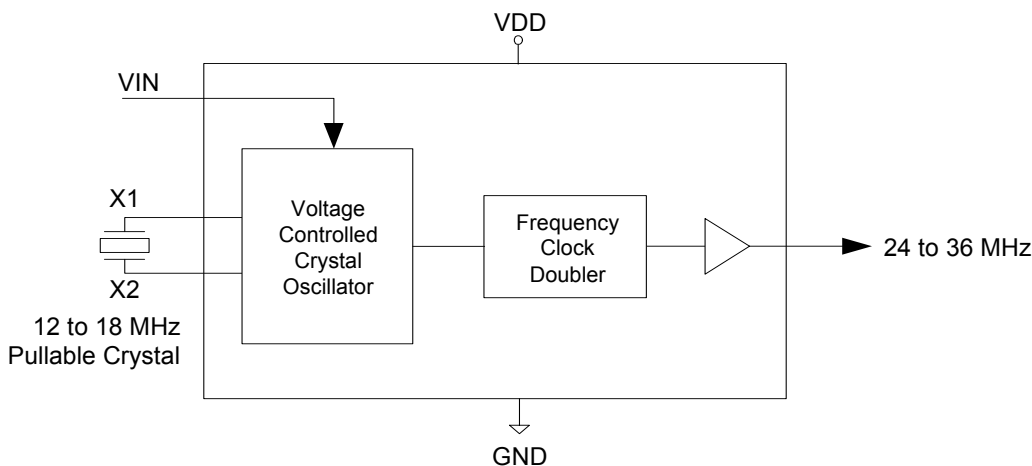 VDD
VIN
X1
X2
12 to 18 MHz
Pullable Crystal
Voltage
Controlled
Crystal
Oscillator
Frequency
Clock
Doubler
24 to 36 MHz
GND